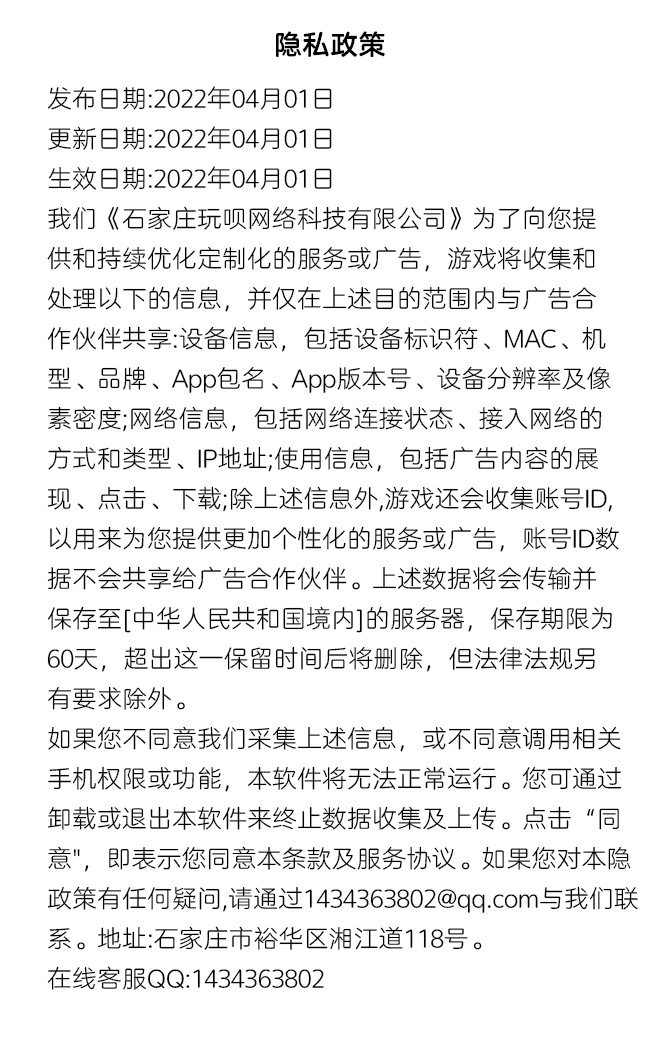 隐私政策
发布日期:2022年04月01日
更新日期:2022年04月01日
生效日期:2022年04月01日
我们《石家庄玩呗网络科技有限公司》为了向您提
供和持续优化定制化的服务或广告，游戏将收集和
处理以下的信息，并仅在上述目的范围内与广告合
作伙伴共享:设备信息，包括设备标识符、MAC、机
型、品牌、App包名、App版本号、设备分辨率及像
素密度;网络信息，包括网络连接状态、接入网络的
方式和类型、IP地址;使用信息，包括广告内容的展
现、点击、下载;除上述信息外,游戏还会收集账号ID,
以用来为您提供更加个性化的服务或广告，账号ID数
据不会共享给广告合作伙伴。上述数据将会传输并
保存至[中华人民共和国境内]的服务器，保存期限为
60天，超出这一保留时间后将删除，但法律法规另
有要求除外。
如果您不同意我们采集上述信息，或不同意调用相关
手机权限或功能，本软件将无法正常运行。您可通过
卸载或退出本软件来终止数据收集及上传。点击“同
意"，即表示您同意本条款及服务协议。如果您对本隐
政策有任何疑问,请通过1434363802@qq.com与我们联
系。地址:石家庄市裕华区湘江道118号。
在线客服QQ:1434363802